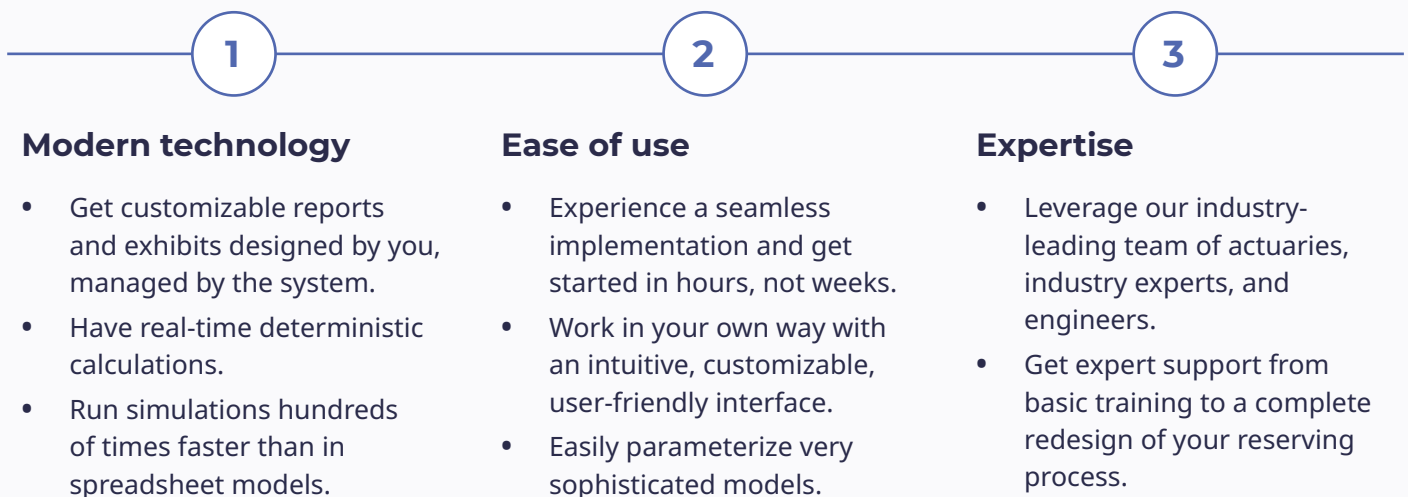 1
Modern technology
• Get customizable reports
and exhibits designed by you,
managed by the system.
• Have real-time deterministic
calculations.
• Run simulations hundreds
of times faster than in
spreadsheet models.
2
Ease of use
• Experience a seamless
implementation and get
started in hours, not weeks.
• Work in your own way with
an intuitive, customizable,
user-friendly interface.
• Easily parameterize very
sophisticated models.
3
Expertise
• Leverage our industry-
leading team of actuaries,
industry experts, and
engineers.
• Get expert support from
basic training to a complete
redesign of your reserving
process.